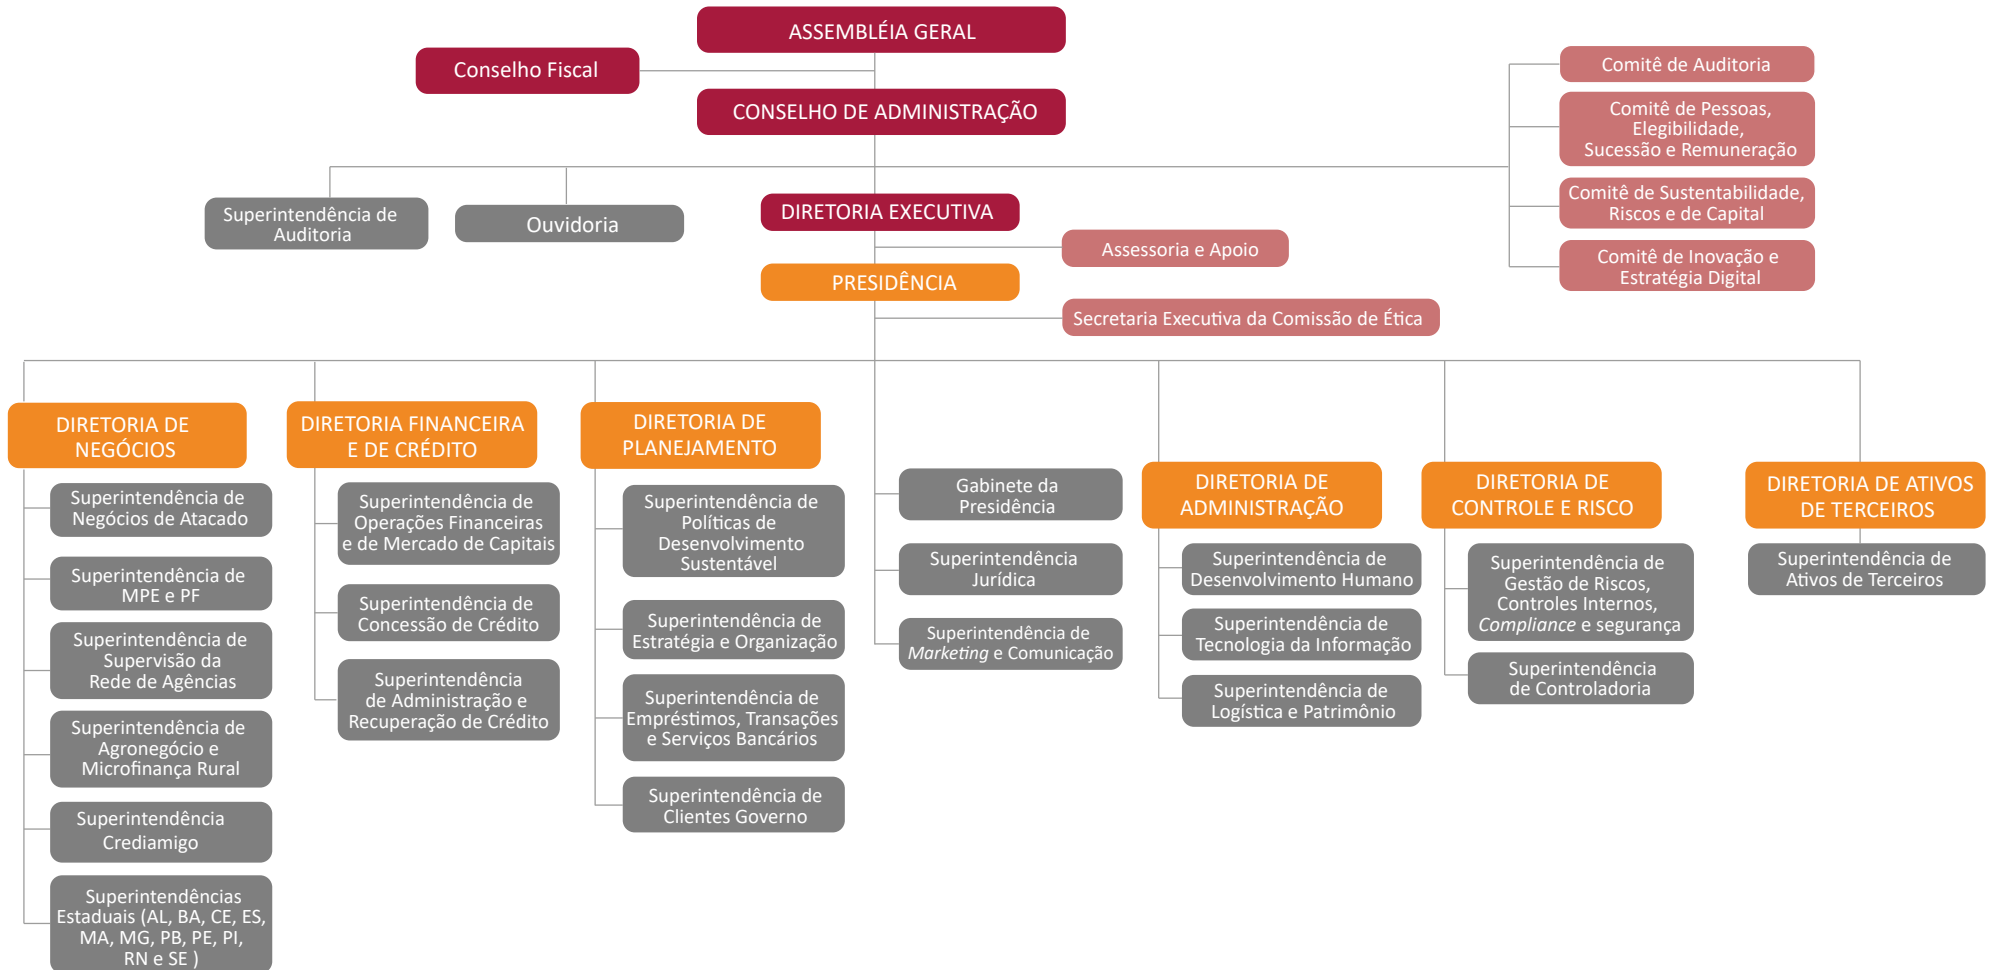 ASSEMBLÉIA GERAL
Conselho Fiscal
CONSELHO DE ADMINISTRAÇÃO
Comitê de Auditoria
Comitê de Pessoas,
Elegibilidade,
Sucessão e Remuneração
Comitê de Sustentabilidade,
Riscos e de Capital
Comitê de Inovação e
Estratégia Digital
Superintendência de
Auditoria
Ouvidoria
DIRETORIA EXECUTIVA
Assessoria e Apoio
PRESIDÊNCIA
Secretaria Executiva da Comissão de Ética
DIRETORIA DE
NEGÓCIOS
Superintendência de
Negócios de Atacado
Superintendência de
MPE e PF
Superintendência de
Supervisão da
Rede de Agências
Superintendência de
Agronegócio e
Microfinança Rural
Superintendência
Crediamigo
Superintendências
Estaduais (AL, BA, CE, ES,
MA, MG, PB, PE, PI,
RN e SE )
DIRETORIA FINANCEIRA
E DE CRÉDITO
Superintendência de
Operações Financeiras
e de Mercado de Capitais
Superintendência de
Concessão de Crédito
Superintendência
de Administração e
Recuperação de Crédito
DIRETORIA DE
PLANEJAMENTO
Superintendência de
Políticas de
Desenvolvimento
Sustentável
Superintendência de
Estratégia e Organização
Superintendência de
Empréstimos, Transações
e Serviços Bancários
Superintendência de
Clientes Governo
Gabinete da
Presidência
Superintendência
Jurídica
Superintendência de
Marketing e Comunicação
DIRETORIA DE
ADMINISTRAÇÃO
Superintendência de
Desenvolvimento Humano
Superintendência de
Tecnologia da Informação
Superintendência de
Logística e Patrimônio
DIRETORIA DE
CONTROLE E RISCO
Superintendência de
Gestão de Riscos,
Controles Internos,
Compliance e segurança
Superintendência
de Controladoria
DIRETORIA DE ATIVOS
DE TERCEIROS
Superintendência de
Ativos de Terceiros